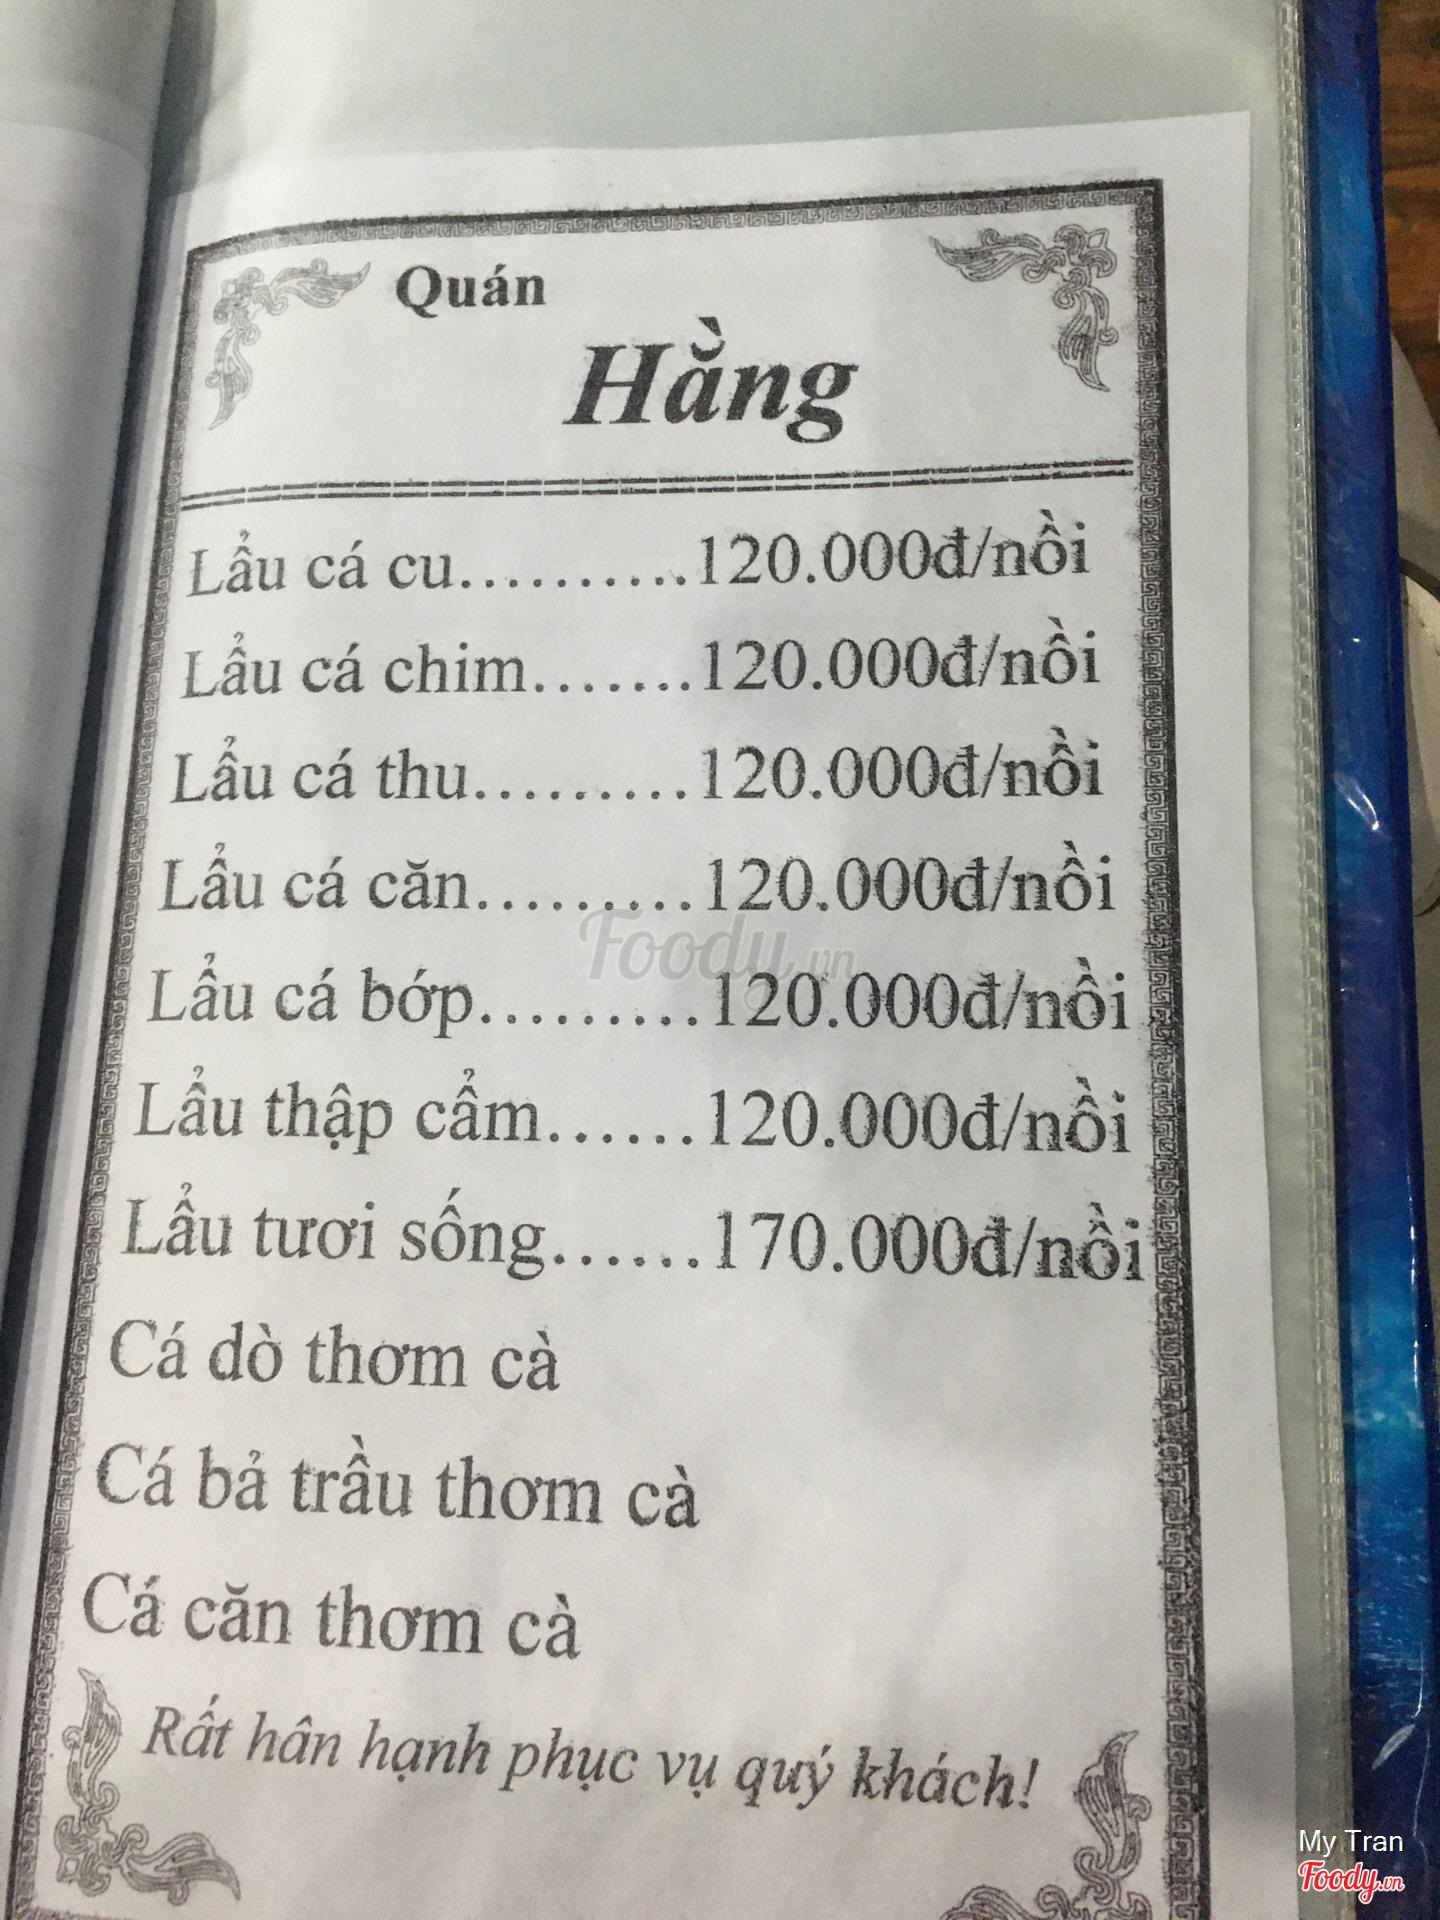 Quán
Hằng
Lẩu cá cu..........120.000đ/nồi
Lẩu cá chim.......120.000đ/nồi
Lẩu cá thu.........120.000đ/nồi
Lẩu cá căn.........120.000đ/nồi
Foody.vn
Lẩu cá bớp.........120.000đ/nồi
Lẩu thập cẩm......120.000đ/nồi
Lẩu tươi sống......170.000đ/nồi
Cá dò thơm cà
Cá bả trầu thơm cà
Cá căn thơm cà
Rất hân hạnh phục vụ quý khách!
My Tran
Foody.vn